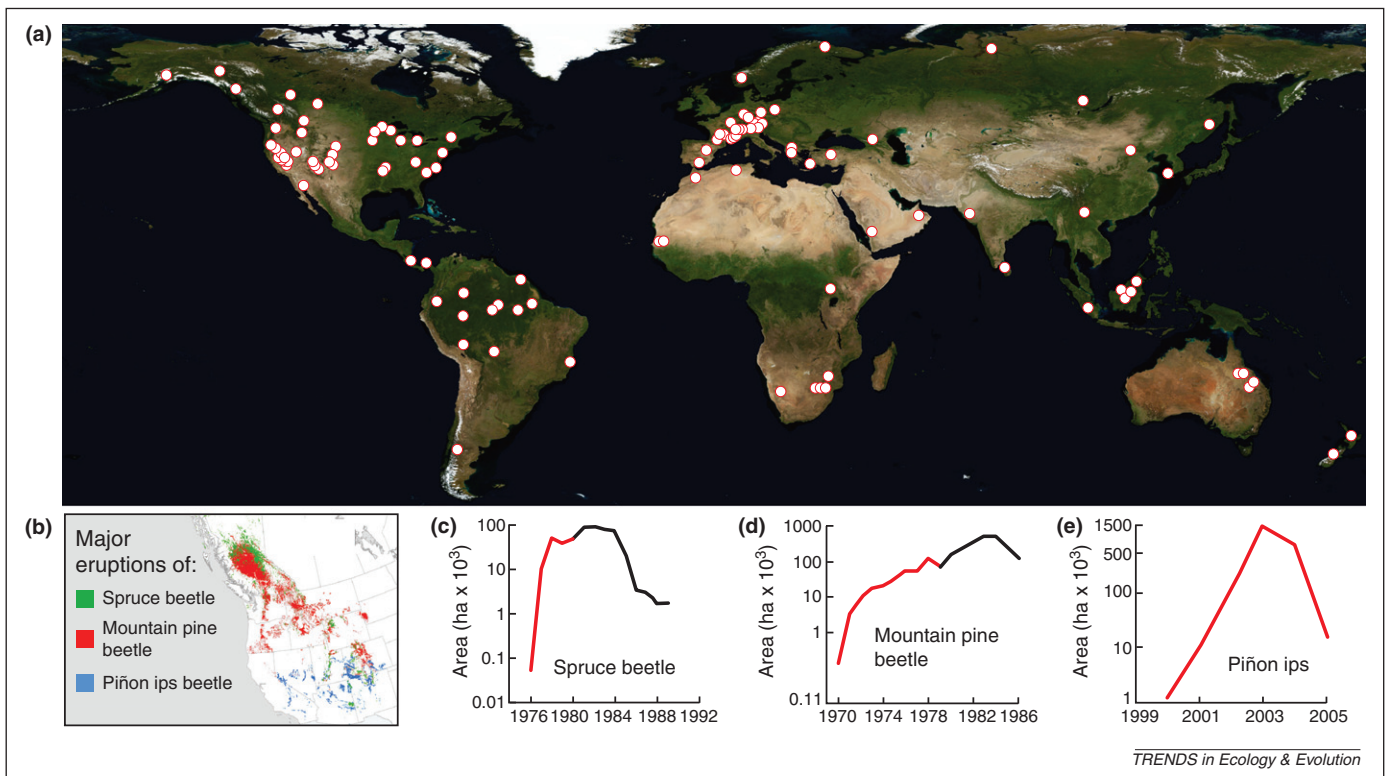 (a)
(b)
Major
eruptions of:
Spruce beetle
Mountain pine
beetle
Piñon ips beetle
(c)
Area (ha x 10³)
100
10
1
0.1
0.01
1976 1980 1984 1988 1992
Spruce beetle
(d)
Area (ha x 10³)
1000
100
10
1
0.11
1970 1974 1978 1982 1986
Mountain pine
beetle
(e)
Area (ha x 10³)
1500
500
100
10
1
1999 2001 2003 2005
Piñon ips
TRENDS in Ecology & Evolution